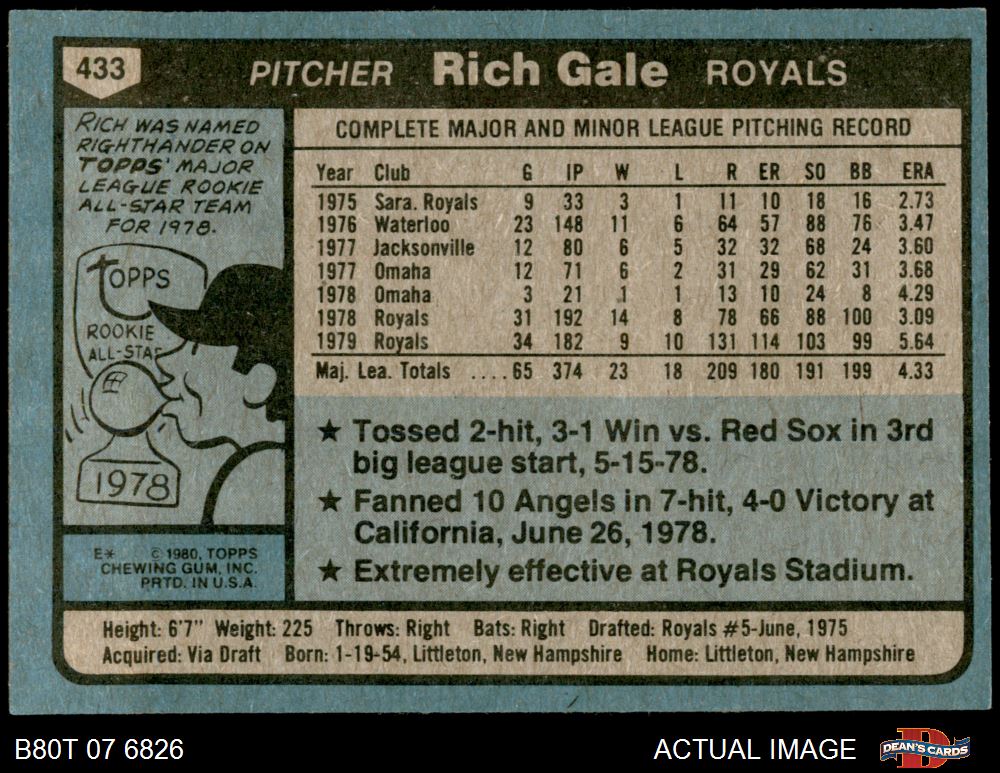 433 PITCHER Rich Gale ROYALS
RICH WAS NAMED
RIGHTHANDER ON
TOPPS' MAJOR
LEAGUE ROOKIE
ALL-STAR TEAM
FOR 1978.
TOPPS
ROOKIE
ALL-STAR
1978
E* © 1980, TOPPS
CHEWING GUM, INC.
PRTD. IN U.S.A.
COMPLETE MAJOR AND MINOR LEAGUE PITCHING RECORD
Year Club G IP W L R ER SO BB ERA
1975 Sara. Royals 9 33 3 1 11 10 18 16 2.73
1976 Waterloo 23 148 11 6 64 57 88 76 3.47
1977 Jacksonville 12 80 6 5 32 32 68 24 3.60
1977 Omaha 12 71 6 2 31 29 62 31 3.68
1978 Omaha 3 21 1 1 13 10 24 8 4.29
1978 Royals 31 192 14 8 78 66 88 100 3.09
1979 Royals 34 182 9 10 131 114 103 99 5.64
Maj. Lea. Totals ....65 374 23 18 209 180 191 199 4.33
★ Tossed 2-hit, 3-1 Win vs. Red Sox in 3rd
big league start, 5-15-78.
★ Fanned 10 Angels in 7-hit, 4-0 Victory at
California, June 26, 1978.
★ Extremely effective at Royals Stadium.
Height: 6'7" Weight: 225 Throws: Right Bats: Right Drafted: Royals #5-June, 1975
Acquired: Via Draft Born: 1-19-54, Littleton, New Hampshire Home: Littleton, New Hampshire
B80T 07 6826 ACTUAL IMAGE DEAN'S CARDS